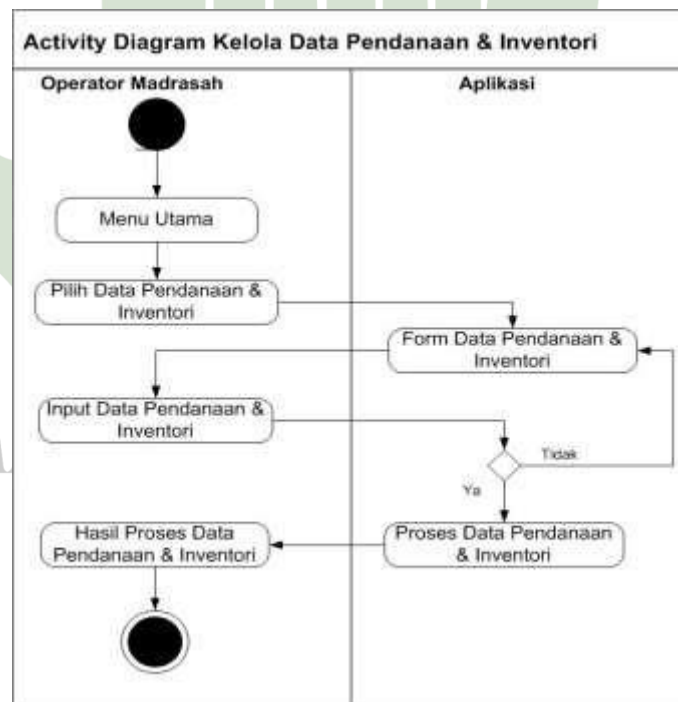 Activity Diagram Kelola Data Pendanaan & Inventori
Operator Madrasah
Aplikasi
Menu Utama
Pilih Data Pendanaan &
Inventori
Form Data Pendanaan &
Inventori
Input Data Pendanaan &
Inventori
Tidak
Ya
Hasil Proses Data
Pendanaan & Inventori
Proses Data Pendanaan
& Inventori